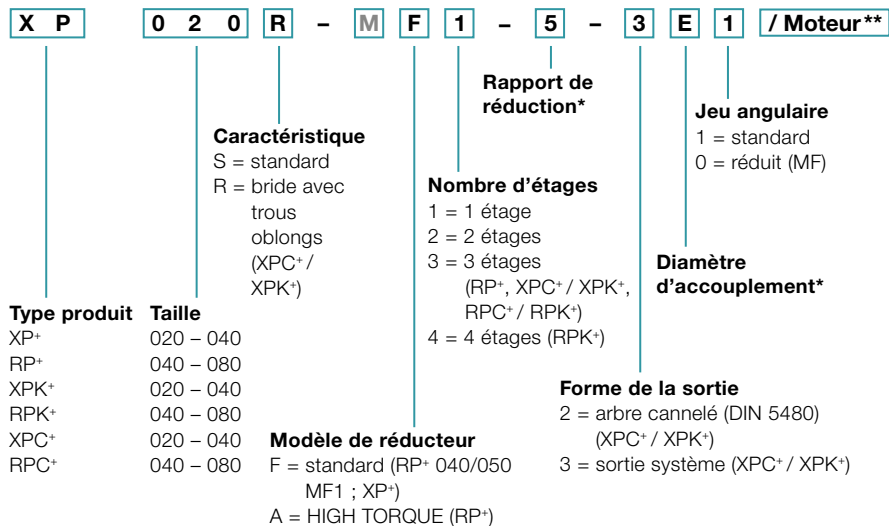 X P 0 2 0 R – M F 1 – 5 – 3 E 1 / Moteur**
Rapport de
réduction*
Jeu angulaire
1 = standard
0 = réduit (MF)
Caractéristique
S = standard
R = bride avec
trous
oblongs
(XPC+ /
XPK+)
Nombre d’étages
1 = 1 étage
2 = 2 étages
3 = 3 étages
(RP+, XPC+ / XPK+,
RPC+ / RPK+)
4 = 4 étages (RPK+)
Diamètre
d’accouplement*
Type produit Taille
XP+ 020 – 040
RP+ 040 – 080
XPK+ 020 – 040
RPK+ 040 – 080
XPC+ 020 – 040
RPC+ 040 – 080
Modèle de réducteur
F = standard (RP+ 040/050
MF1 ; XP+)
A = HIGH TORQUE (RP+)
Forme de la sortie
2 = arbre cannelé (DIN 5480)
(XPC+ / XPK+)
3 = sortie système (XPC+ / XPK+)